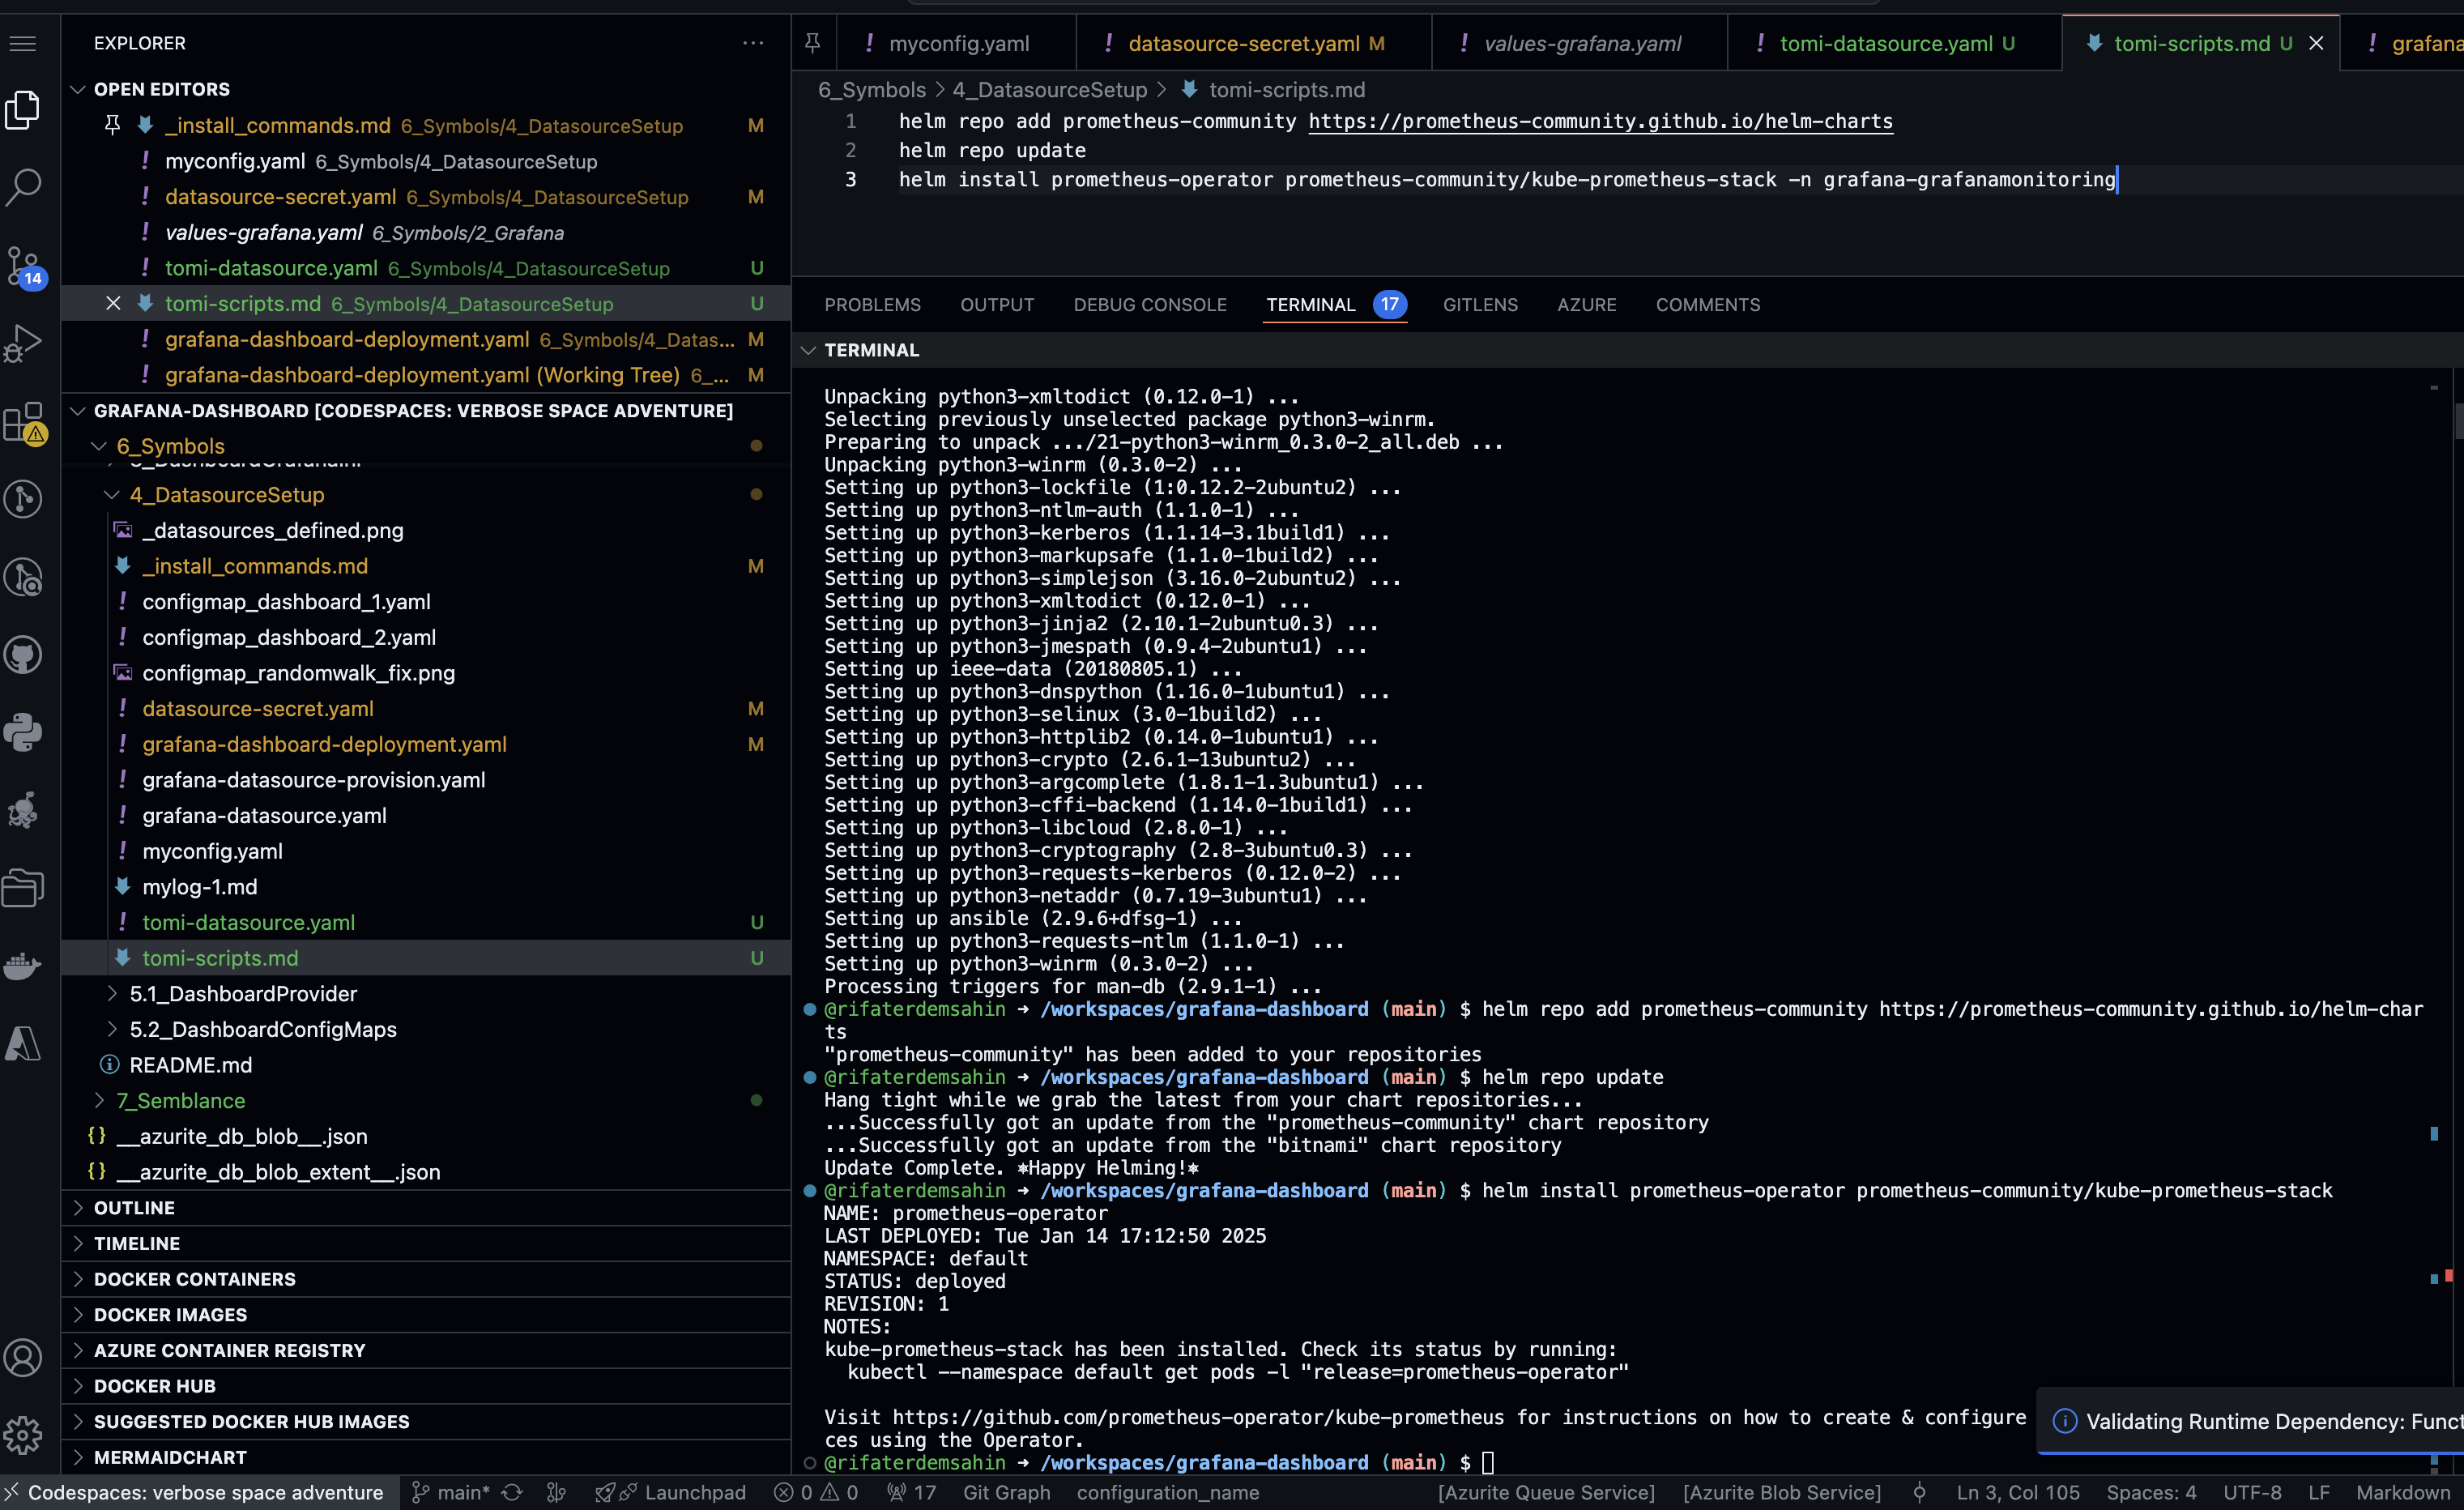 EXPLORER
OPEN EDITORS
_install_commands.md 6_Symbols/4_DatasourceSetup M
! myconfig.yaml 6_Symbols/4_DatasourceSetup
! datasource-secret.yaml 6_Symbols/4_DatasourceSetup M
! values-grafana.yaml 6_Symbols/2_Grafana
! tomi-datasource.yaml 6_Symbols/4_DatasourceSetup U
tomi-scripts.md 6_Symbols/4_DatasourceSetup U
! grafana-dashboard-deployment.yaml 6_Symbols/4_Datas... M
! grafana-dashboard-deployment.yaml (Working Tree) 6_... M
GRAFANA-DASHBOARD [CODESPACES: VERBOSE SPACE ADVENTURE]
6_Symbols
4_DatasourceSetup
_datasources_defined.png
_install_commands.md M
! configmap_dashboard_1.yaml
! configmap_dashboard_2.yaml
configmap_randomwalk_fix.png
! datasource-secret.yaml M
! grafana-dashboard-deployment.yaml M
! grafana-datasource-provision.yaml
! grafana-datasource.yaml
! myconfig.yaml
mylog-1.md
! tomi-datasource.yaml U
tomi-scripts.md U
5.1_DashboardProvider
5.2_DashboardConfigMaps
README.md
7_Semblance
{} __azurite_db_blob__.json
{} __azurite_db_blob_extent__.json
OUTLINE
TIMELINE
DOCKER CONTAINERS
DOCKER IMAGES
AZURE CONTAINER REGISTRY
DOCKER HUB
SUGGESTED DOCKER HUB IMAGES
MERMAIDCHART
14
! myconfig.yaml ! datasource-secret.yaml M ! values-grafana.yaml ! tomi-datasource.yaml U tomi-scripts.md U ! grafana
6_Symbols > 4_DatasourceSetup > tomi-scripts.md
1 helm repo add prometheus-community https://prometheus-community.github.io/helm-charts
2 helm repo update
3 helm install prometheus-operator prometheus-community/kube-prometheus-stack -n grafana-grafanamonitoring
PROBLEMS OUTPUT DEBUG CONSOLE TERMINAL 17 GITLENS AZURE COMMENTS
TERMINAL
Unpacking python3-xmltodict (0.12.0-1) ...
Selecting previously unselected package python3-winrm.
Preparing to unpack .../21-python3-winrm_0.3.0-2_all.deb ...
Unpacking python3-winrm (0.3.0-2) ...
Setting up python3-lockfile (1:0.12.2-2ubuntu2) ...
Setting up python3-ntlm-auth (1.1.0-1) ...
Setting up python3-kerberos (1.1.14-3.1build1) ...
Setting up python3-markupsafe (1.1.0-1build2) ...
Setting up python3-simplejson (3.16.0-2ubuntu2) ...
Setting up python3-xmltodict (0.12.0-1) ...
Setting up python3-jinja2 (2.10.1-2ubuntu0.3) ...
Setting up python3-jmespath (0.9.4-2ubuntu1) ...
Setting up ieee-data (20180805.1) ...
Setting up python3-dnspython (1.16.0-1ubuntu1) ...
Setting up python3-selinux (3.0-1build2) ...
Setting up python3-httplib2 (0.14.0-1ubuntu1) ...
Setting up python3-crypto (2.6.1-13ubuntu2) ...
Setting up python3-argcomplete (1.8.1-1.3ubuntu1) ...
Setting up python3-cffi-backend (1.14.0-1build1) ...
Setting up python3-libcloud (2.8.0-1) ...
Setting up python3-cryptography (2.8-3ubuntu0.3) ...
Setting up python3-requests-kerberos (0.12.0-2) ...
Setting up python3-netaddr (0.7.19-3ubuntu1) ...
Setting up ansible (2.9.6+dfsg-1) ...
Setting up python3-requests-ntlm (1.1.0-1) ...
Setting up python3-winrm (0.3.0-2) ...
Processing triggers for man-db (2.9.1-1) ...
@rifaterdemsahin → /workspaces/grafana-dashboard (main) $ helm repo add prometheus-community https://prometheus-community.github.io/helm-char
ts
"prometheus-community" has been added to your repositories
@rifaterdemsahin → /workspaces/grafana-dashboard (main) $ helm repo update
Hang tight while we grab the latest from your chart repositories...
...Successfully got an update from the "prometheus-community" chart repository
...Successfully got an update from the "bitnami" chart repository
Update Complete. ⎈Happy Helming!⎈
@rifaterdemsahin → /workspaces/grafana-dashboard (main) $ helm install prometheus-operator prometheus-community/kube-prometheus-stack
NAME: prometheus-operator
LAST DEPLOYED: Tue Jan 14 17:12:50 2025
NAMESPACE: default
STATUS: deployed
REVISION: 1
NOTES:
kube-prometheus-stack has been installed. Check its status by running:
kubectl --namespace default get pods -l "release=prometheus-operator"
Visit https://github.com/prometheus-operator/kube-prometheus for instructions on how to create & configure
ces using the Operator.
@rifaterdemsahin → /workspaces/grafana-dashboard (main) $
Validating Runtime Dependency: Funct
Codespaces: verbose space adventure main* Launchpad 0 0 17 Git Graph configuration_name [Azurite Queue Service] [Azurite Blob Service] Ln 3, Col 105 Spaces: 4 UTF-8 LF Markdown